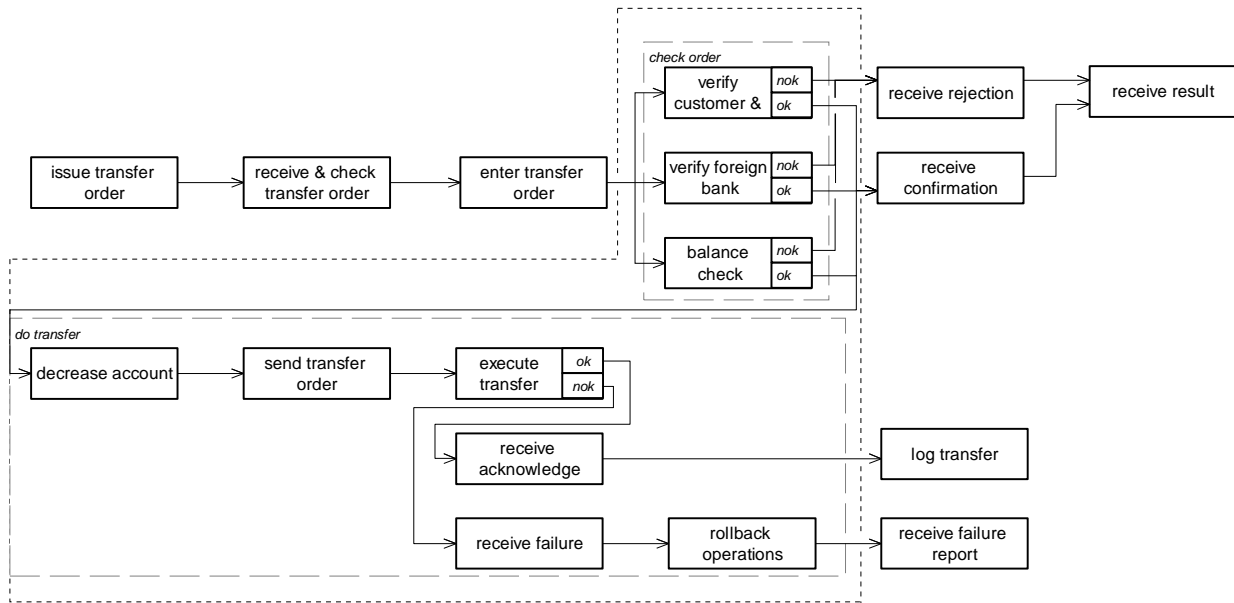 check order
verify
customer &
nok
ok
receive rejection
receive result
issue transfer
order
receive & check
transfer order
enter transfer
order
verify foreign
bank
nok
ok
receive
confirmation
balance
check
nok
ok
do transfer
decrease account
send transfer
order
execute
transfer
ok
nok
receive
acknowledge
log transfer
receive failure
rollback
operations
receive failure
report